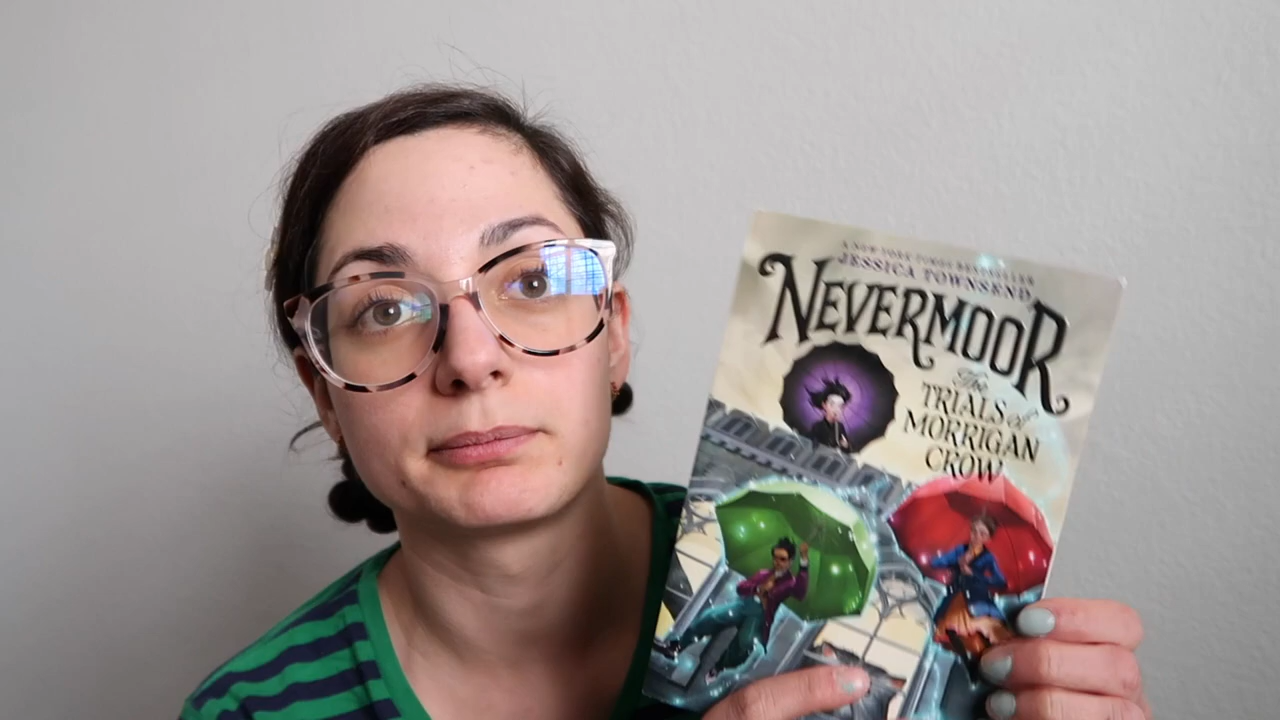 A NEW YORK TIMES BESTSELLER
JESSICA TOWNSEND
NEVERMOOR
The
TRIALS of
MORRIGAN
CROW